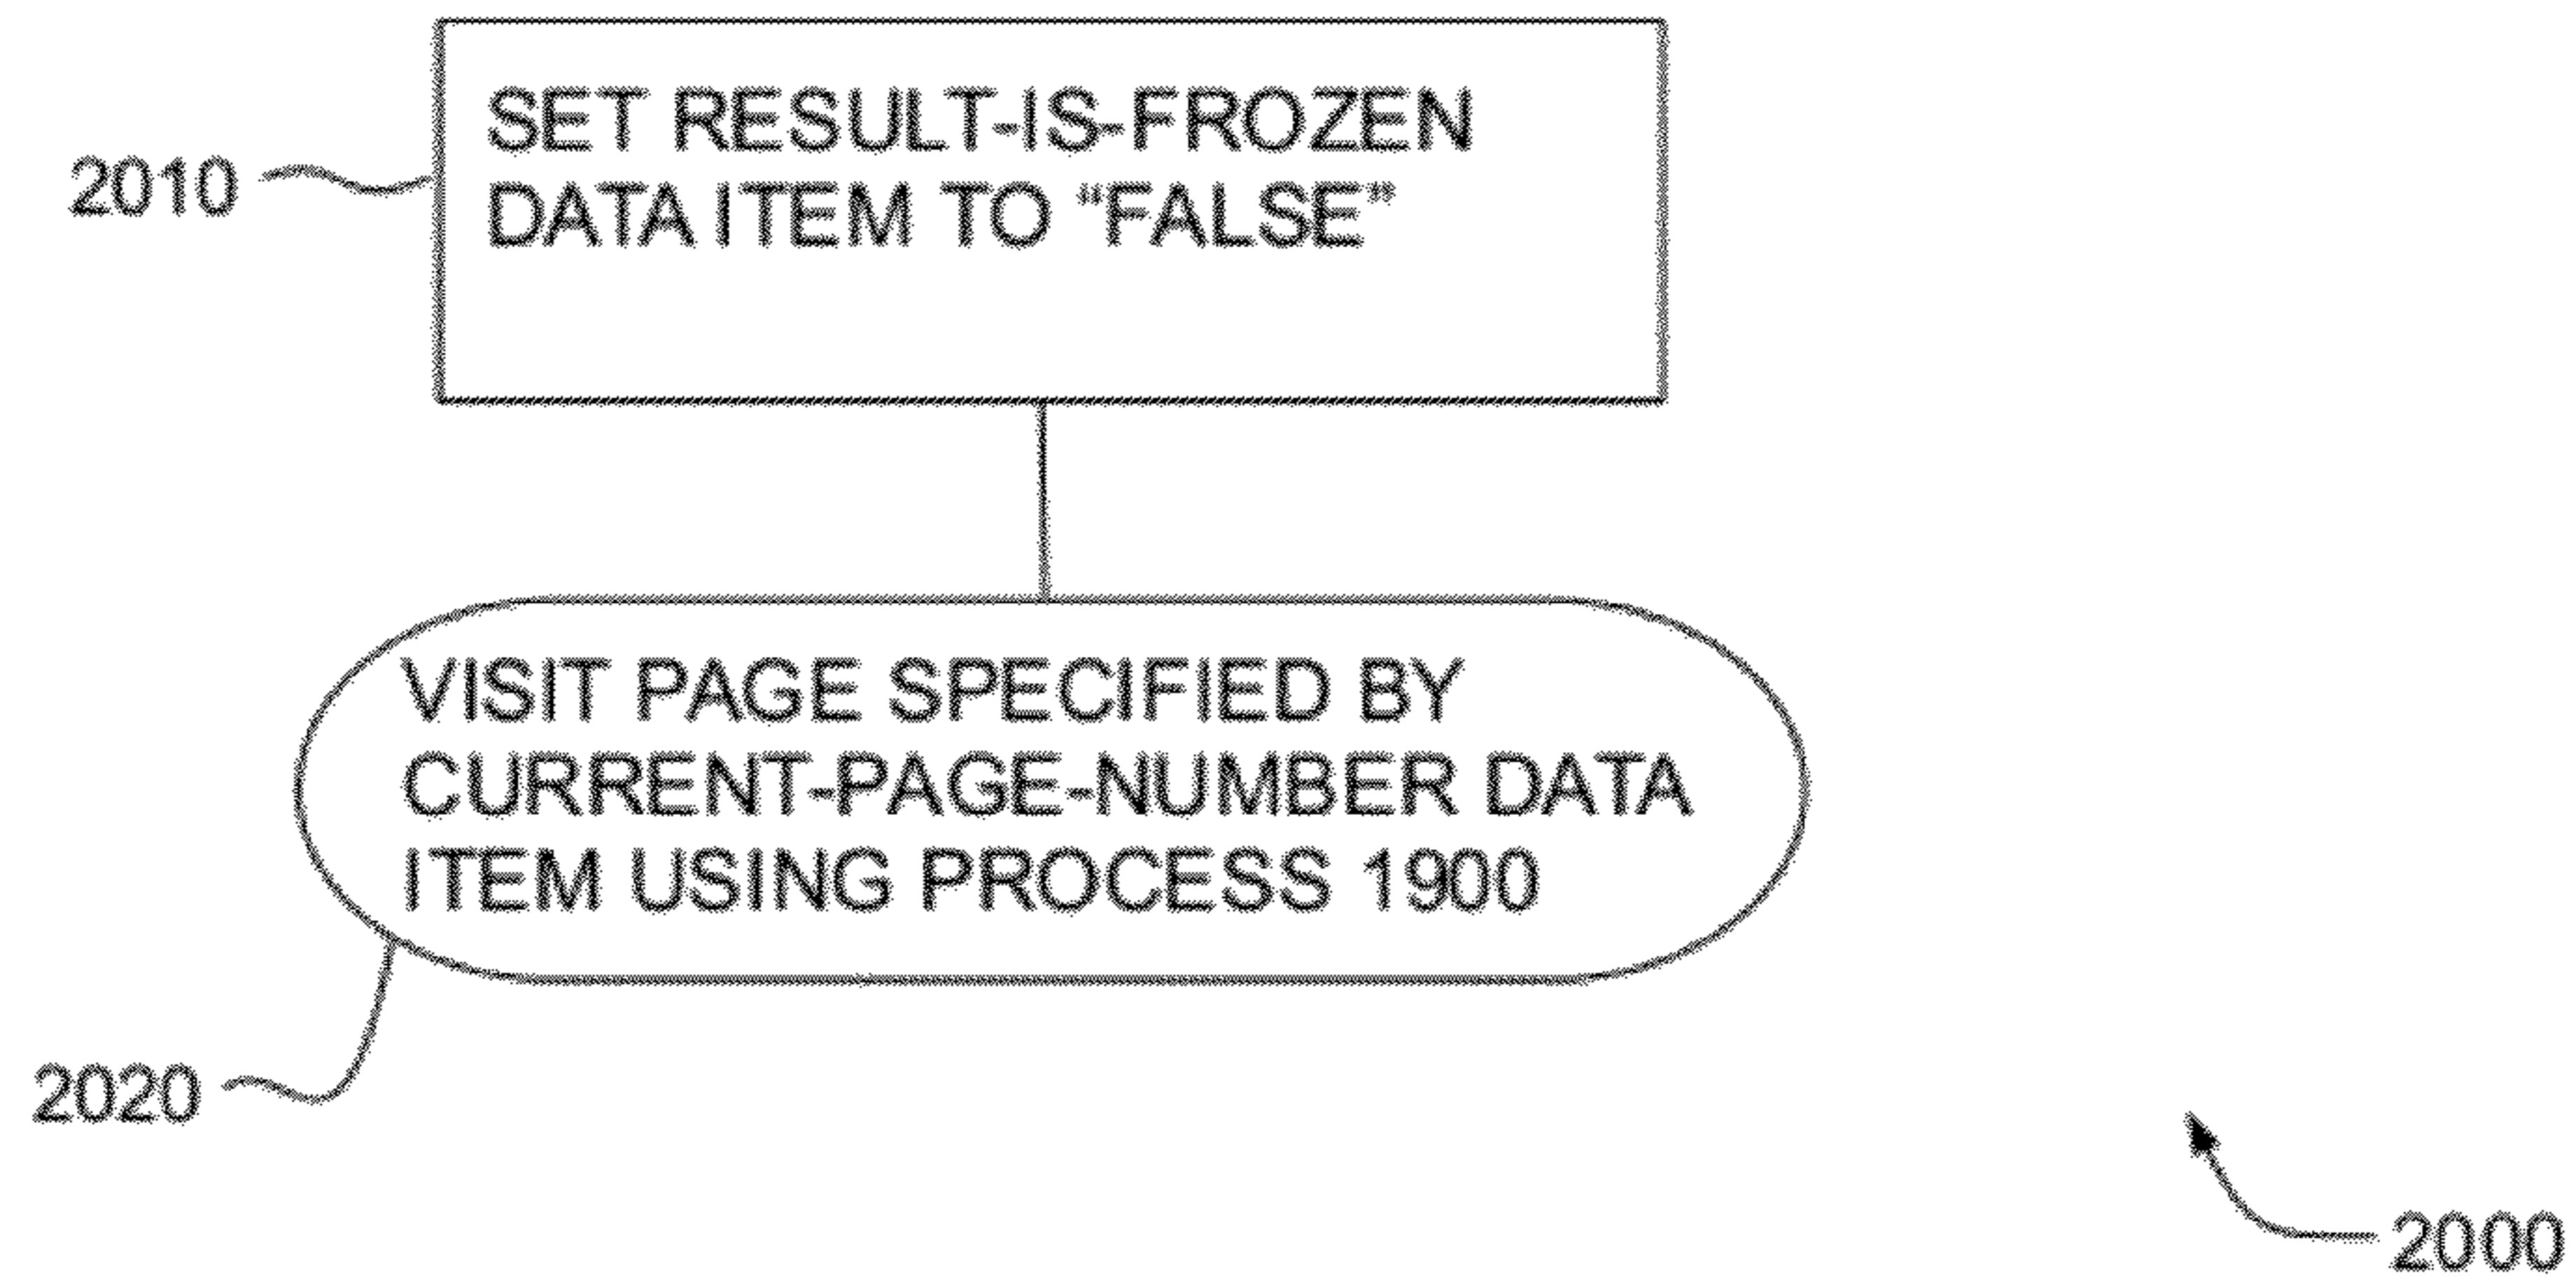 2010
SET RESULT-IS-FROZEN
DATA ITEM TO “FALSE”
VISIT PAGE SPECIFIED BY
CURRENT-PAGE-NUMBER DATA
ITEM USING PROCESS 1900
2020
2000